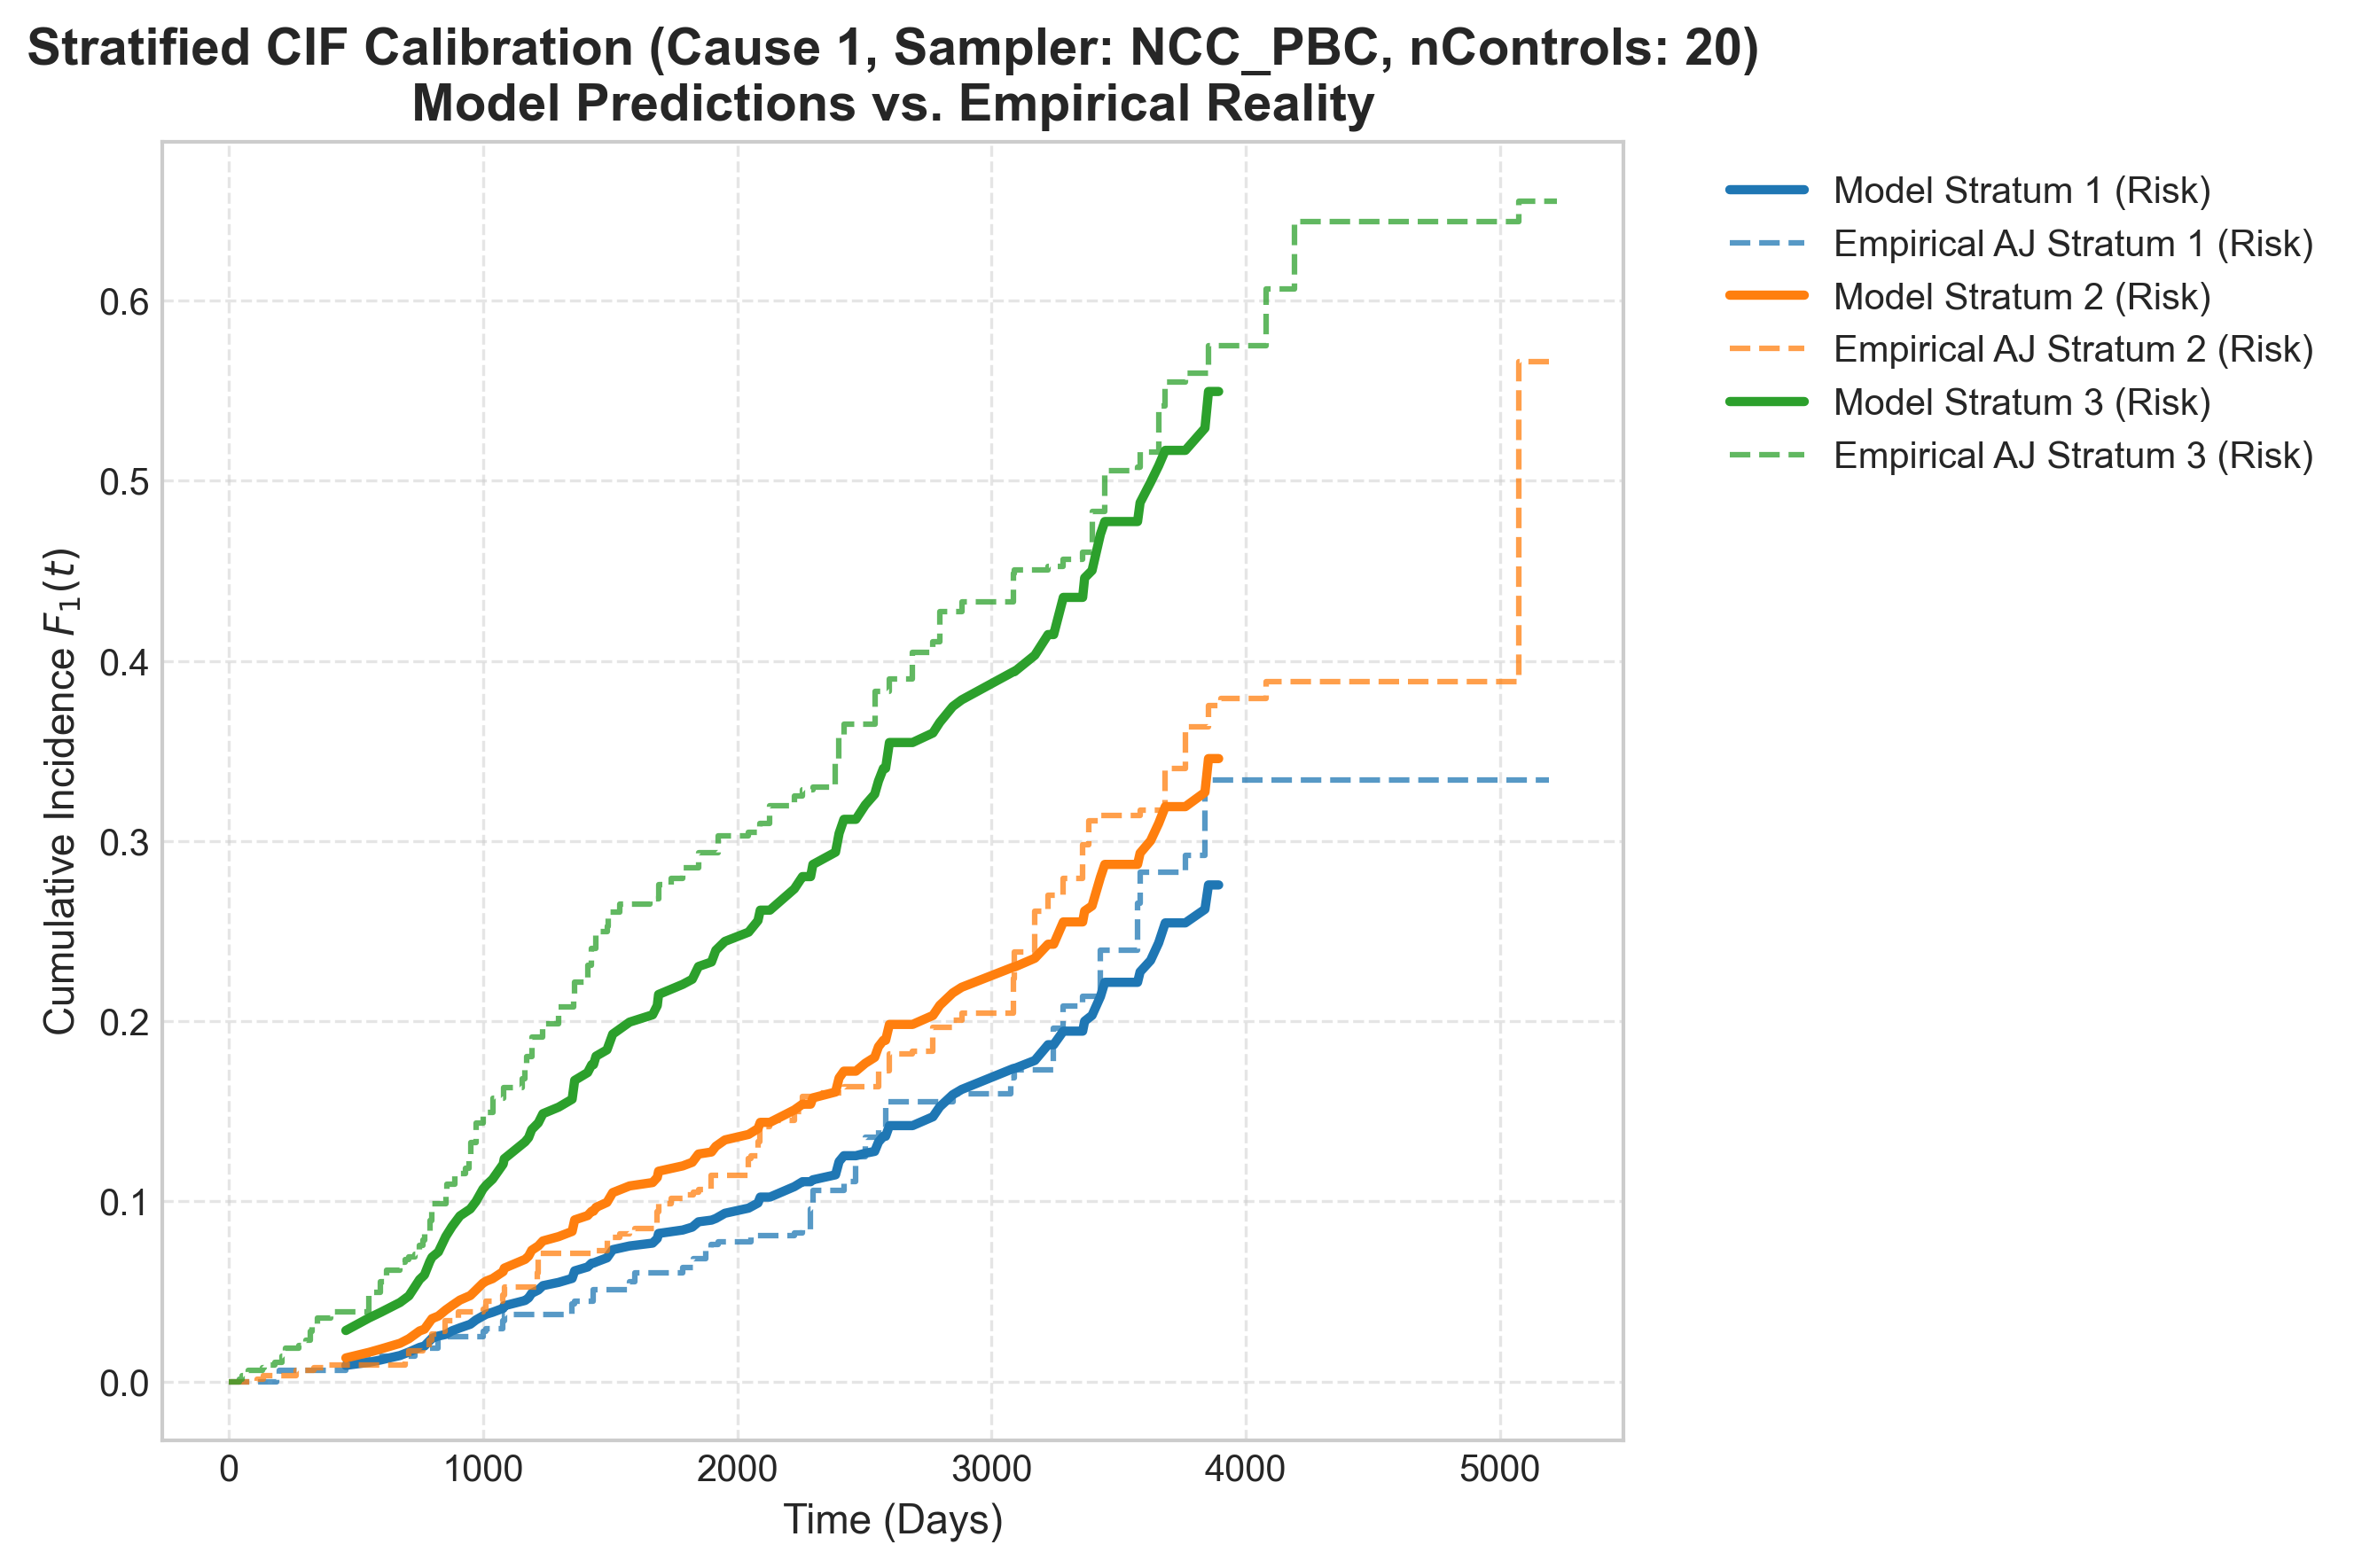 Stratified CIF Calibration (Cause 1, Sampler: NCC_PBC, nControls: 20)
Model Predictions vs. Empirical Reality
Model Stratum 1 (Risk)
Empirical AJ Stratum 1 (Risk)
Model Stratum 2 (Risk)
Empirical AJ Stratum 2 (Risk)
Model Stratum 3 (Risk)
Empirical AJ Stratum 3 (Risk)
Cumulative Incidence F₁(t)
0.6
0.5
0.4
0.3
0.2
0.1
0.0
0 1000 2000 3000 4000 5000
Time (Days)